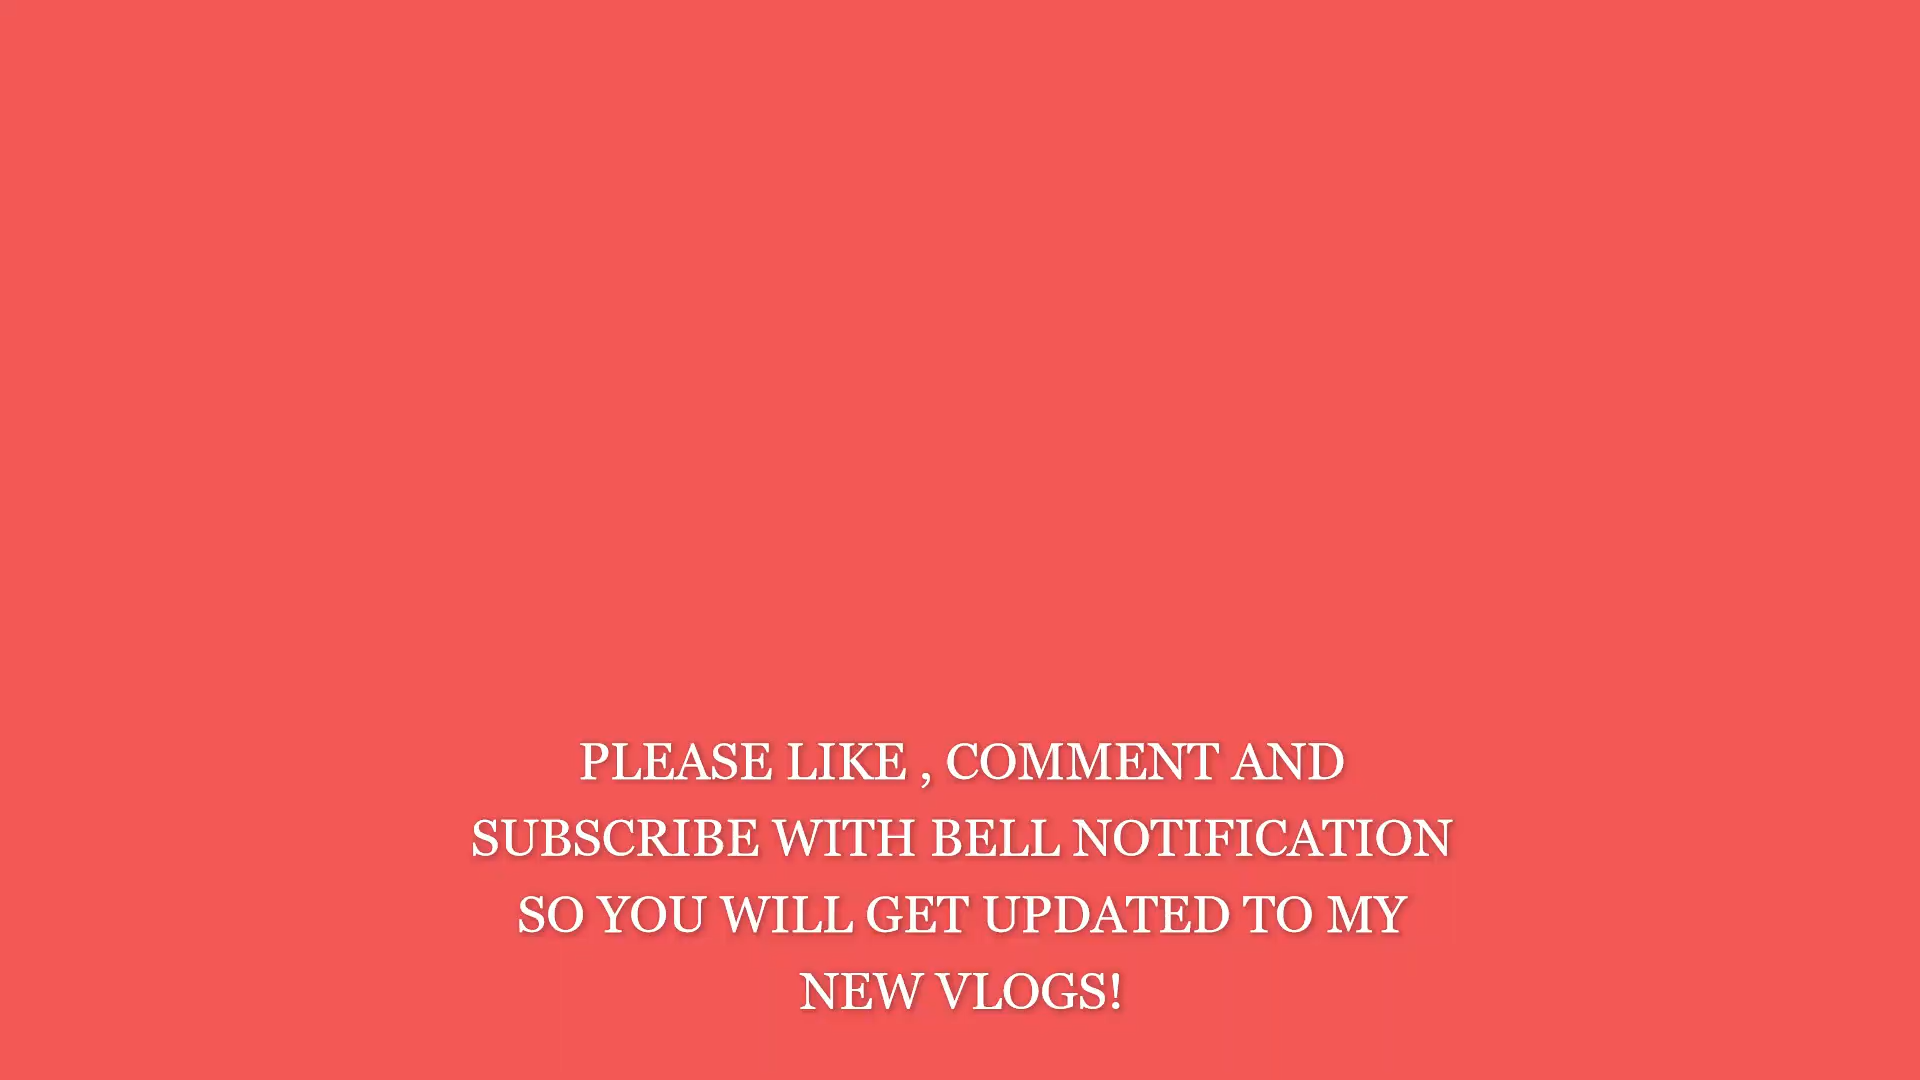 PLEASE LIKE , COMMENT AND
SUBSCRIBE WITH BELL NOTIFICATION
SO YOU WILL GET UPDATED TO MY
NEW VLOGS!